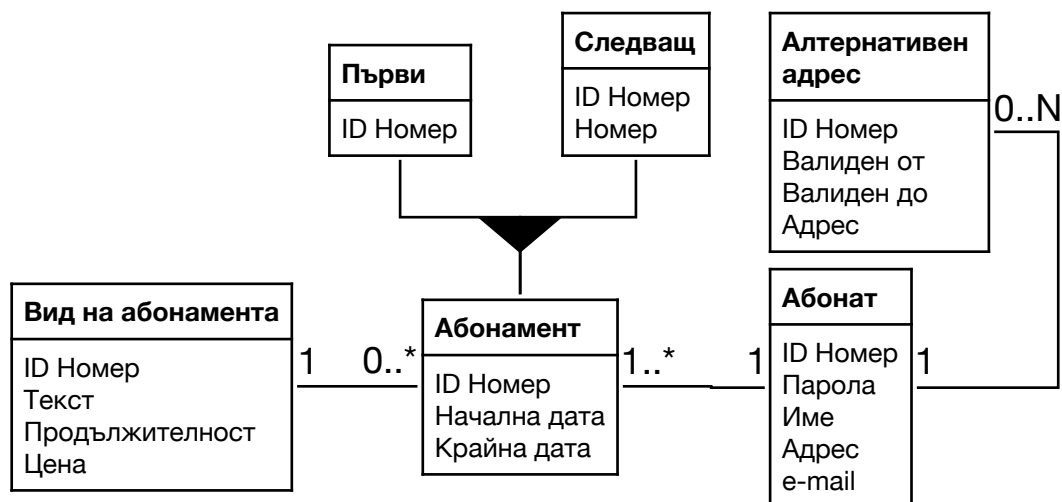 Първи
ID Номер
Следващ
ID Номер
Номер
Алтернативен
адрес
ID Номер
Валиден от
Валиден до
Адрес
0..N
Вид на абонамента
ID Номер
Текст
Продължителност
Цена
1
0..*
Абонамент
ID Номер
Начална дата
Крайна дата
1..*
1
Абонат
ID Номер
Парола
Име
Адрес
e-mail
1